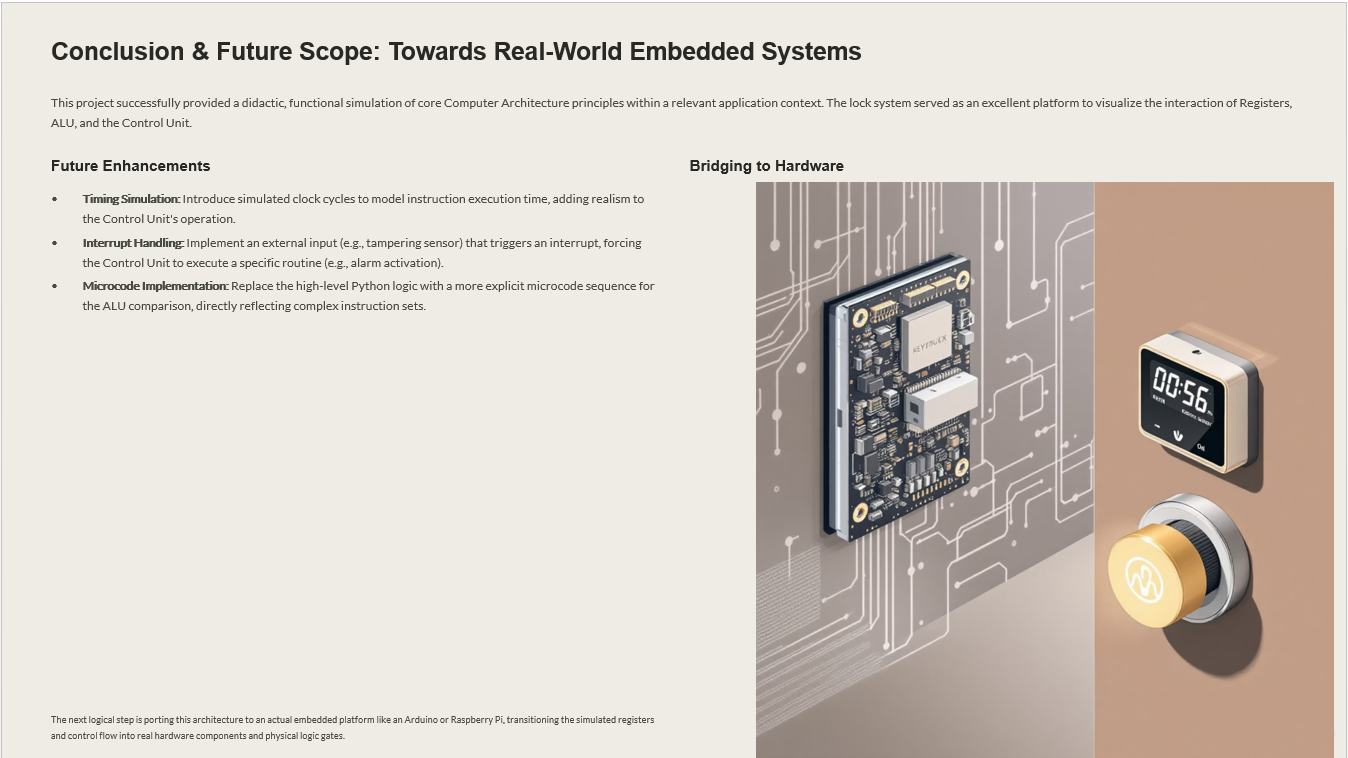 Conclusion & Future Scope: Towards Real-World Embedded Systems
This project successfully provided a didactic, functional simulation of core Computer Architecture principles within a relevant application context. The lock system served as an excellent platform to visualize the interaction of Registers,
ALU, and the Control Unit.
Future Enhancements
• Timing Simulation: Introduce simulated clock cycles to model instruction execution time, adding realism to
the Control Unit's operation.
• Interrupt Handling: Implement an external input (e.g., tampering sensor) that triggers an interrupt, forcing
the Control Unit to execute a specific routine (e.g., alarm activation).
• Microcode Implementation: Replace the high-level Python logic with a more explicit microcode sequence for
the ALU comparison, directly reflecting complex instruction sets.
The next logical step is porting this architecture to an actual embedded platform like an Arduino or Raspberry Pi, transitioning the simulated registers
and control flow into real hardware components and physical logic gates.
Bridging to Hardware
00:56